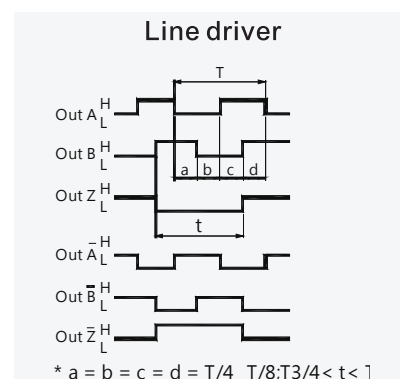 Line driver
T
Out A H L
Out B H L
a b c d
Out Z H L
t
Out A̅ H L
Out B̅ H L
Out Z̅ H L
* a = b = c = d = T/4 T/8;T3/4< t<